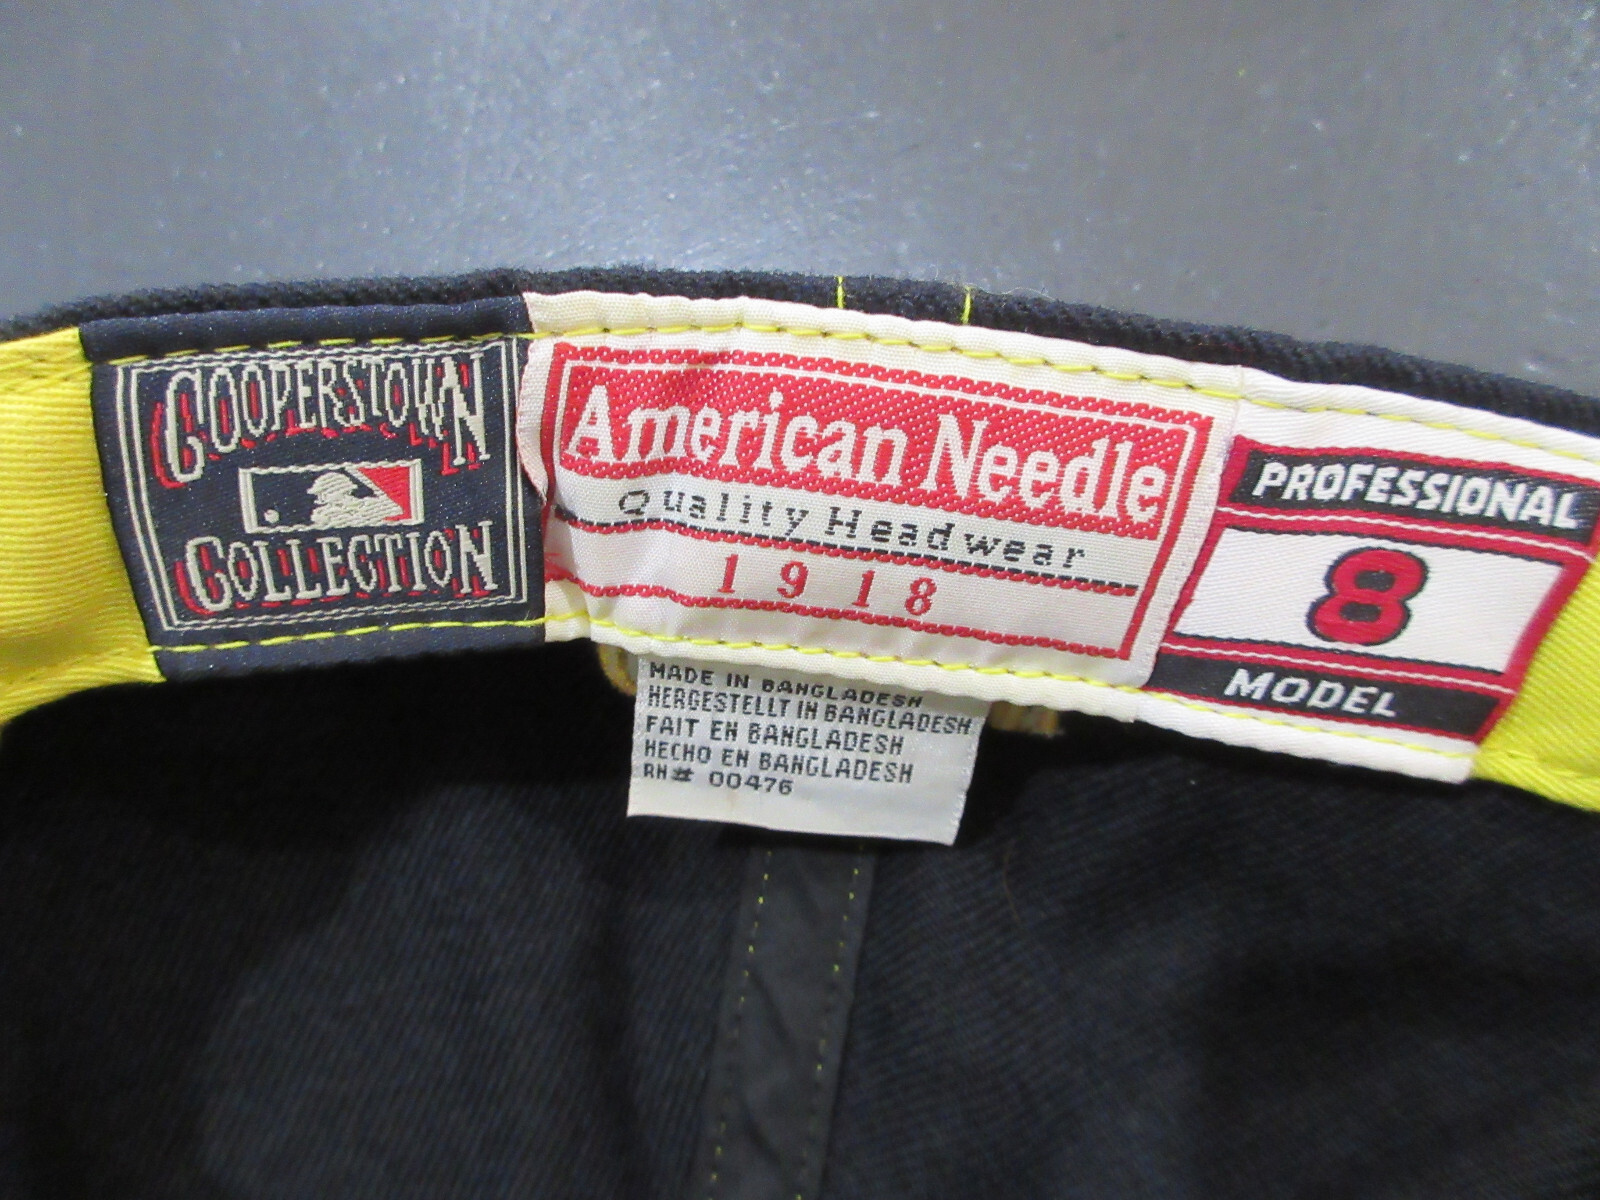 COOPERSTOWN
COLLECTION
American Needle
Quality Headwear
1918
PROFESSIONAL
8
MODEL
MADE IN BANGLADESH
HERGESTELLT IN BANGLADESH
FAIT EN BANGLADESH
HECHO EN BANGLADESH
RN# 00476